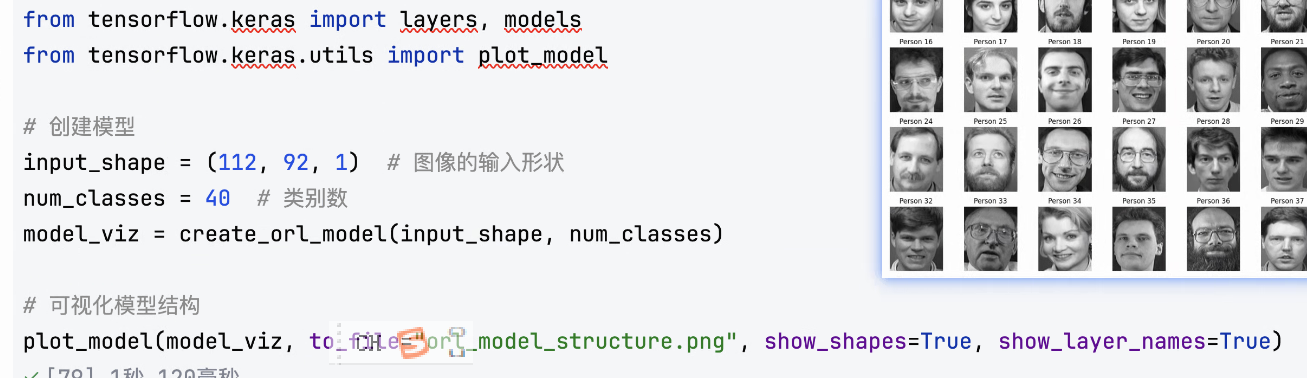 from tensorflow.keras import layers, models
from tensorflow.keras.utils import plot_model
# 创建模型
input_shape = (112, 92, 1)  # 图像的输入形状
num_classes = 40  # 类别数
model_viz = create_orl_model(input_shape, num_classes)
# 可视化模型结构
plot_model(model_viz, to_file="orl_model_structure.png", show_shapes=True, show_layer_names=True)
[79] 1秒 120毫秒
Person 16 Person 17 Person 18 Person 19 Person 20 Person 21
Person 24 Person 25 Person 26 Person 27 Person 28 Person 29
Person 32 Person 33 Person 34 Person 35 Person 36 Person 37